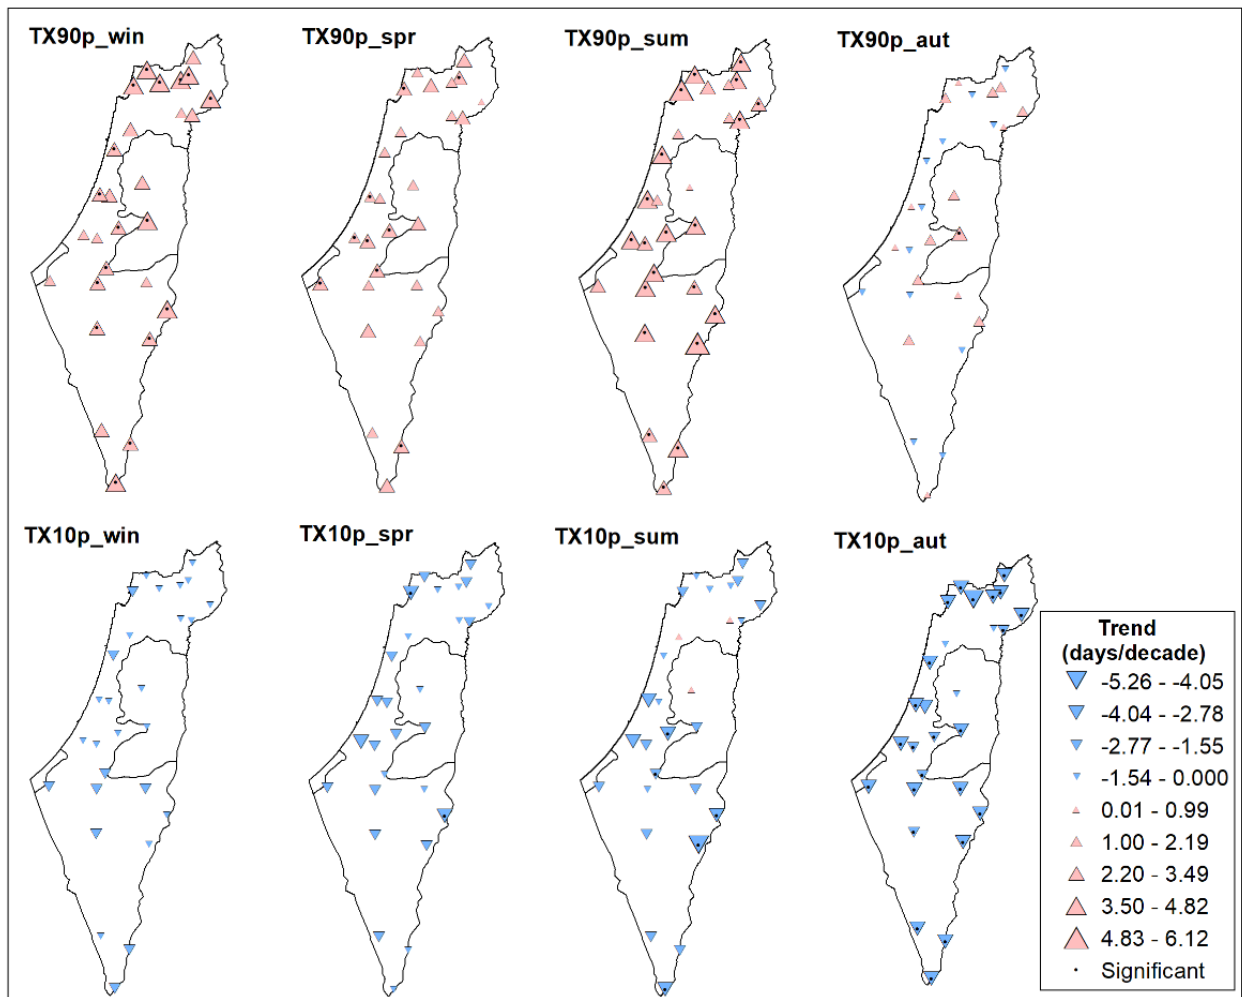 TX90p_win
TX90p_spr
TX90p_sum
TX90p_aut
TX10p_win
TX10p_spr
TX10p_sum
TX10p_aut
Trend
(days/decade)
-5.26 - -4.05
-4.04 - -2.78
-2.77 - -1.55
-1.54 - 0.000
0.01 - 0.99
1.00 - 2.19
2.20 - 3.49
3.50 - 4.82
4.83 - 6.12
Significant